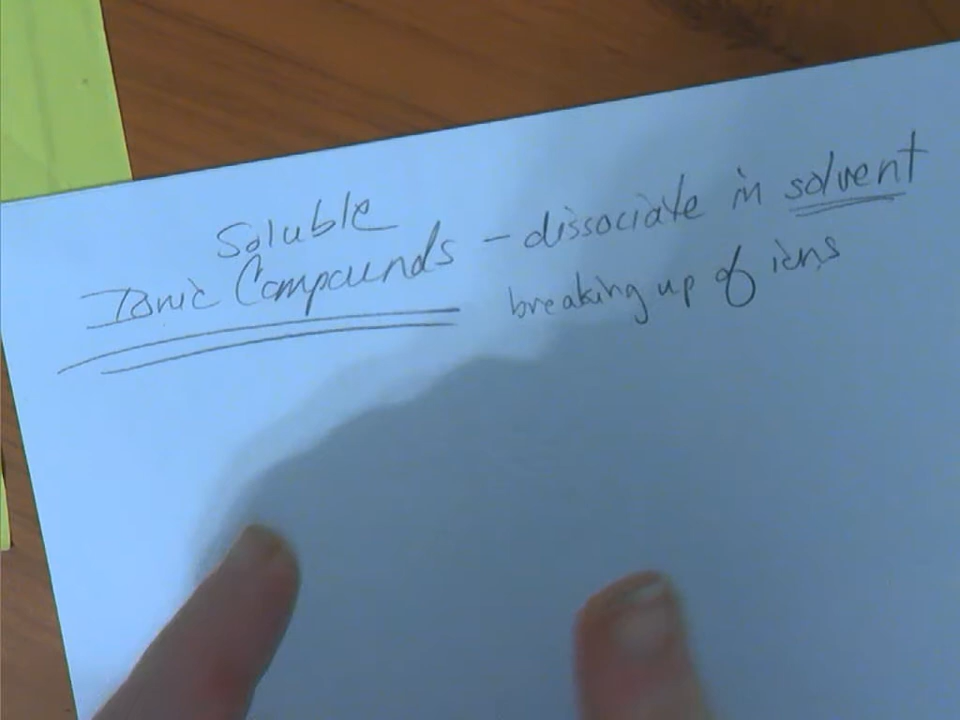 Soluble
Ionic Compounds - dissociate in solvent
breaking up of ions